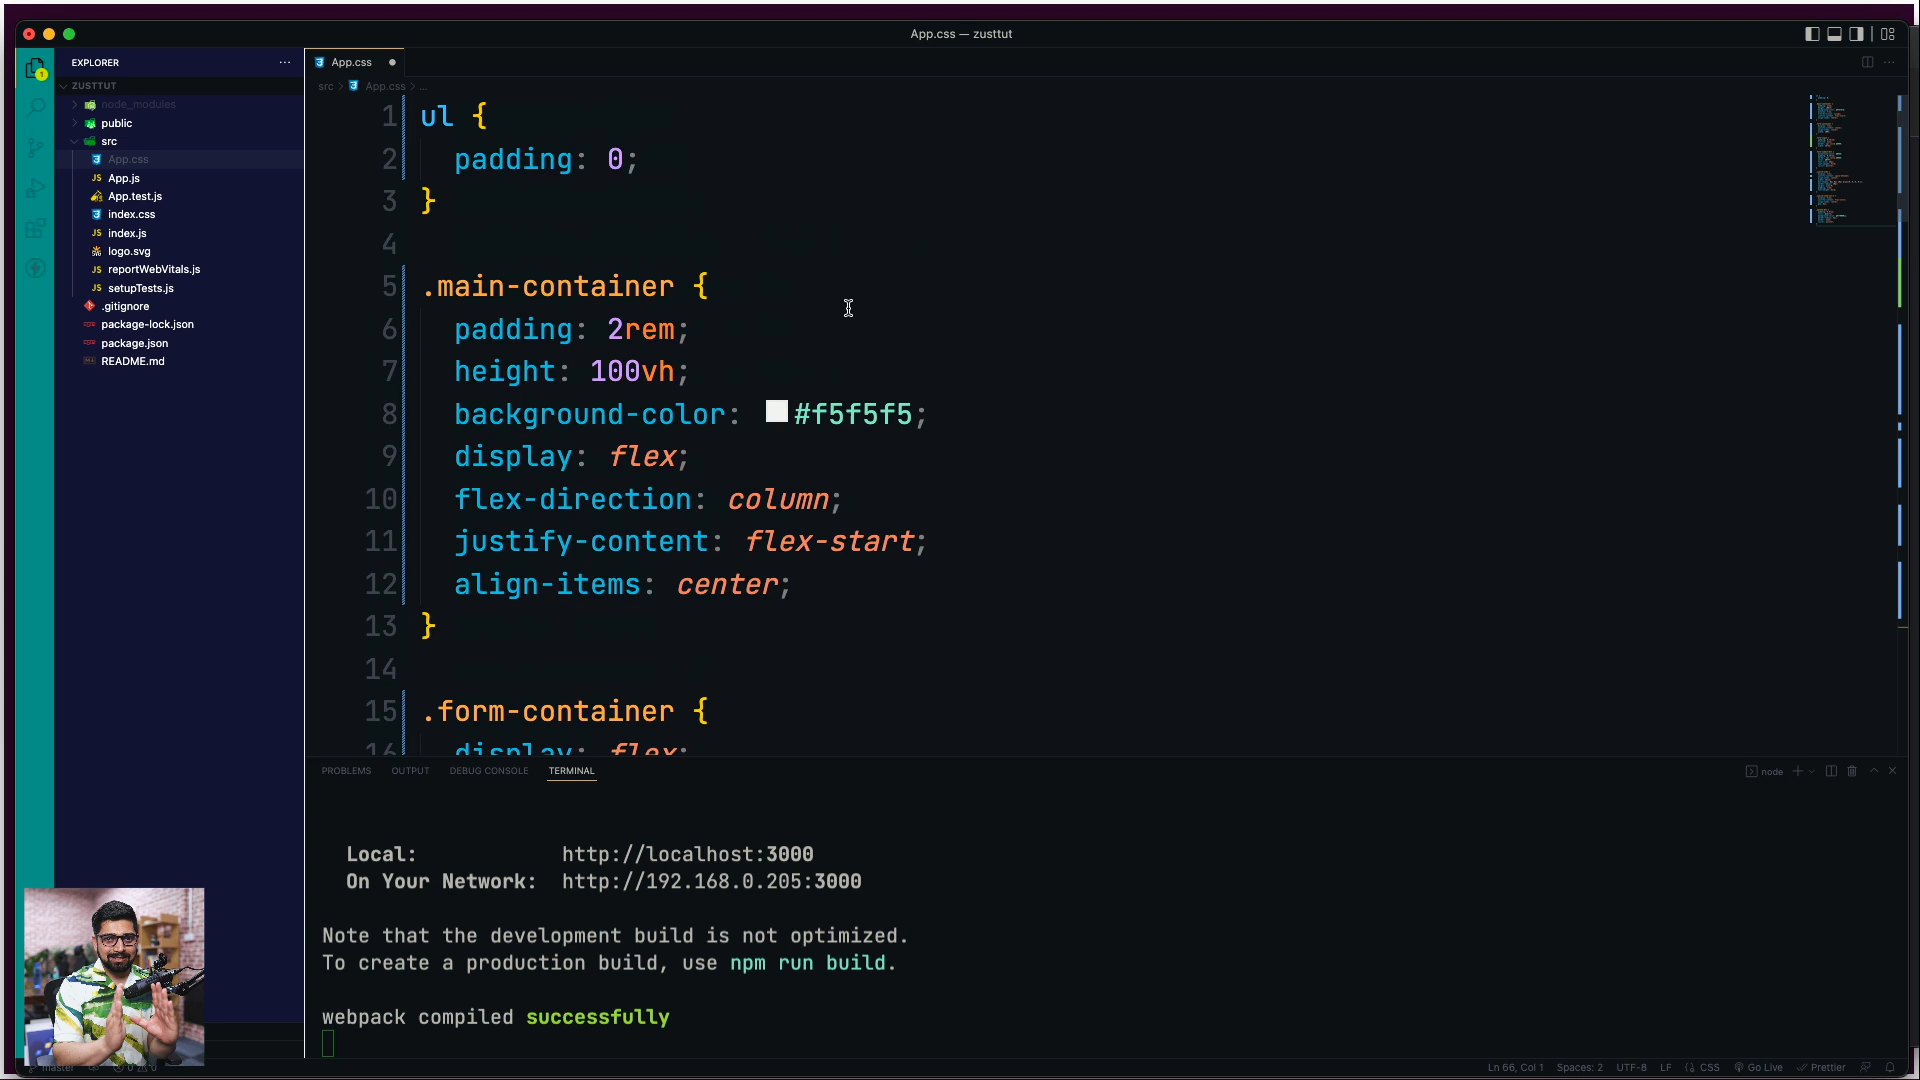 App.css — zusttut
EXPLORER
ZUSTTUT
node_modules
public
src
App.css
App.js
App.test.js
index.css
index.js
logo.svg
reportWebVitals.js
setupTests.js
.gitignore
package-lock.json
package.json
README.md
App.css
src > App.css > ...
1 ul {
2 padding: 0;
3 }
4
5 .main-container {
6 padding: 2rem;
7 height: 100vh;
8 background-color: #f5f5f5;
9 display: flex;
10 flex-direction: column;
11 justify-content: flex-start;
12 align-items: center;
13 }
14
15 .form-container {
16 display: flex;
PROBLEMS OUTPUT DEBUG CONSOLE TERMINAL
node
Local: http://localhost:3000
On Your Network: http://192.168.0.205:3000
Note that the development build is not optimized.
To create a production build, use npm run build.
webpack compiled successfully
master 0 0
Ln 66, Col 1 Spaces: 2 UTF-8 LF CSS Go Live Prettier